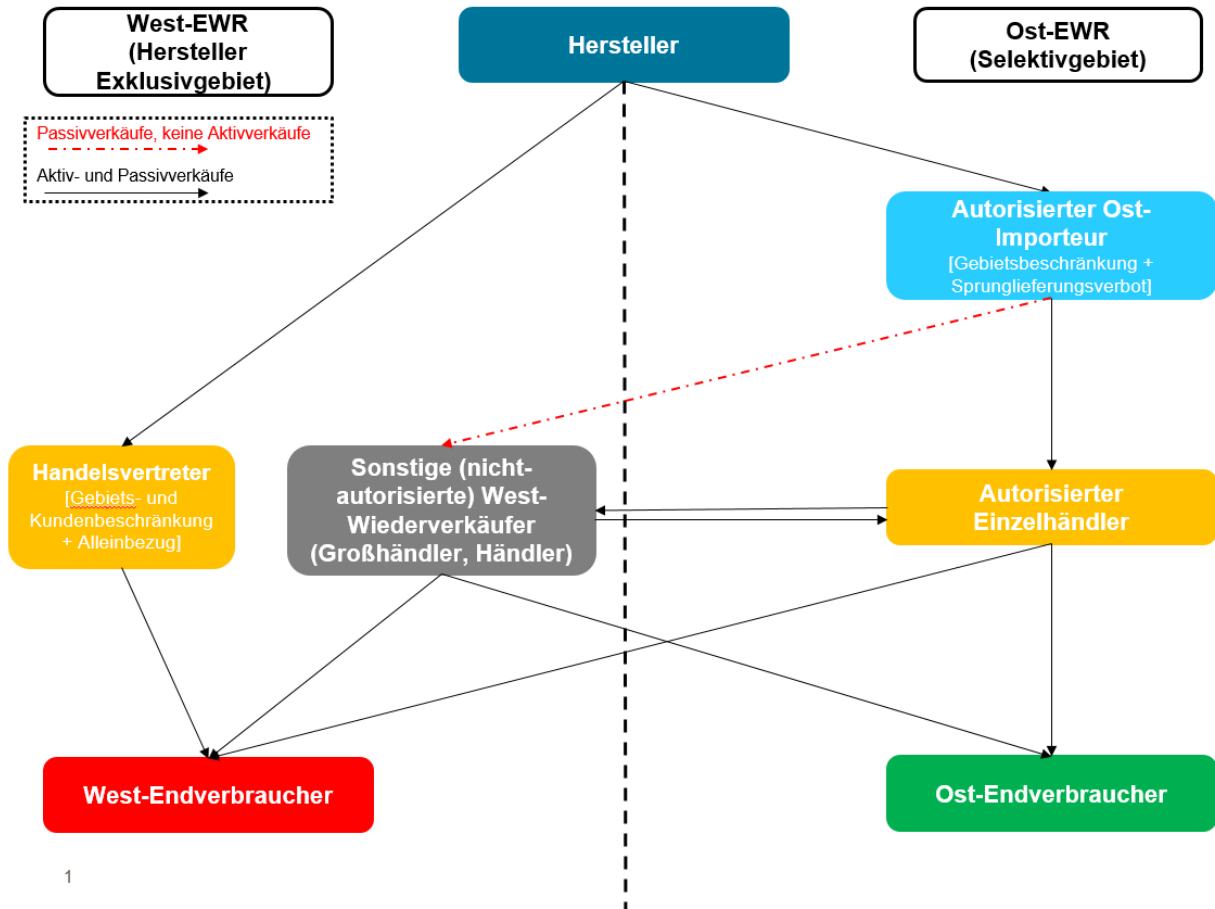 West-EWR
(Hersteller
Exklusivgebiet)
Hersteller
Ost-EWR
(Selektivgebiet)
Passivverkäufe, keine Aktivverkäufe
Aktiv- und Passivverkäufe
Autorisierter Ost-
Importeur
[Gebietsbeschränkung +
Sprunglieferungsverbot]
Handelsvertreter
[Gebiets- und
Kundenbeschränkung
+ Alleinbezug]
Sonstige (nicht-
autorisierte) West-
Wiederverkäufer
(Großhändler, Händler)
Autorisierter
Einzelhändler
West-Endverbraucher
Ost-Endverbraucher
1